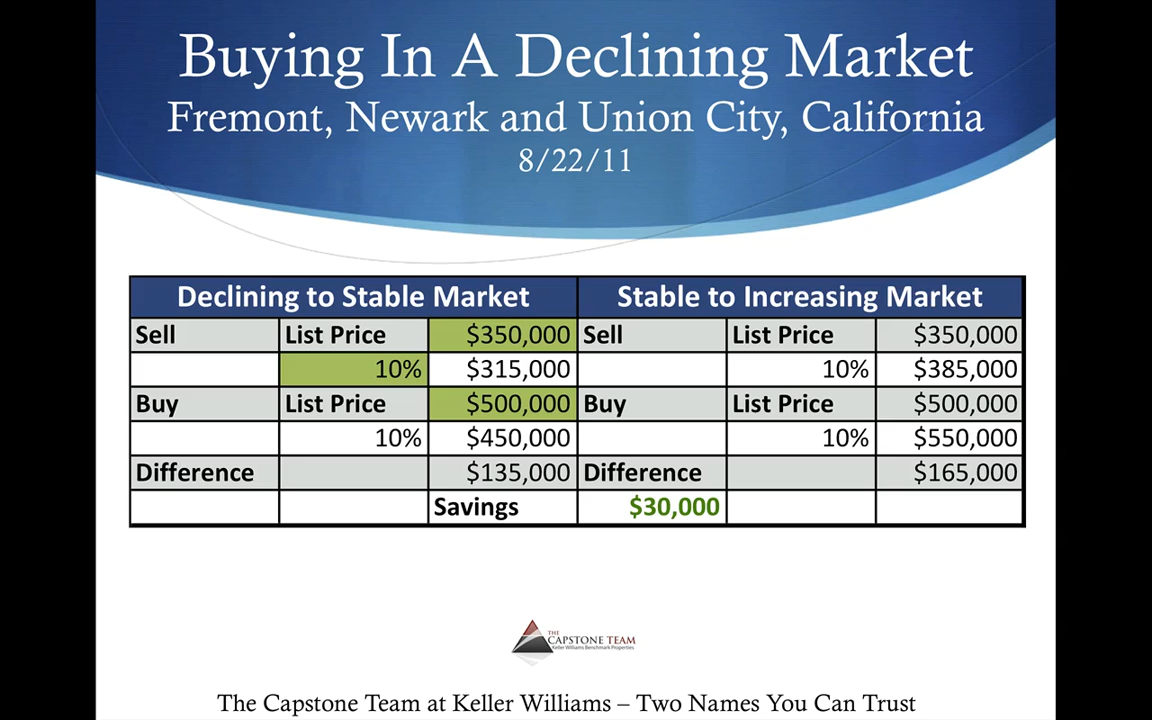 Buying In A Declining Market
Fremont, Newark and Union City, California
8/22/11
Declining to Stable Market Stable to Increasing Market
Sell List Price $350,000 Sell List Price $350,000
10% $315,000 10% $385,000
Buy List Price $500,000 Buy List Price $500,000
10% $450,000 10% $550,000
Difference $135,000 Difference $165,000
Savings $30,000
THE
CAPSTONE TEAM
Keller Williams Benchmark Properties
The Capstone Team at Keller Williams – Two Names You Can Trust